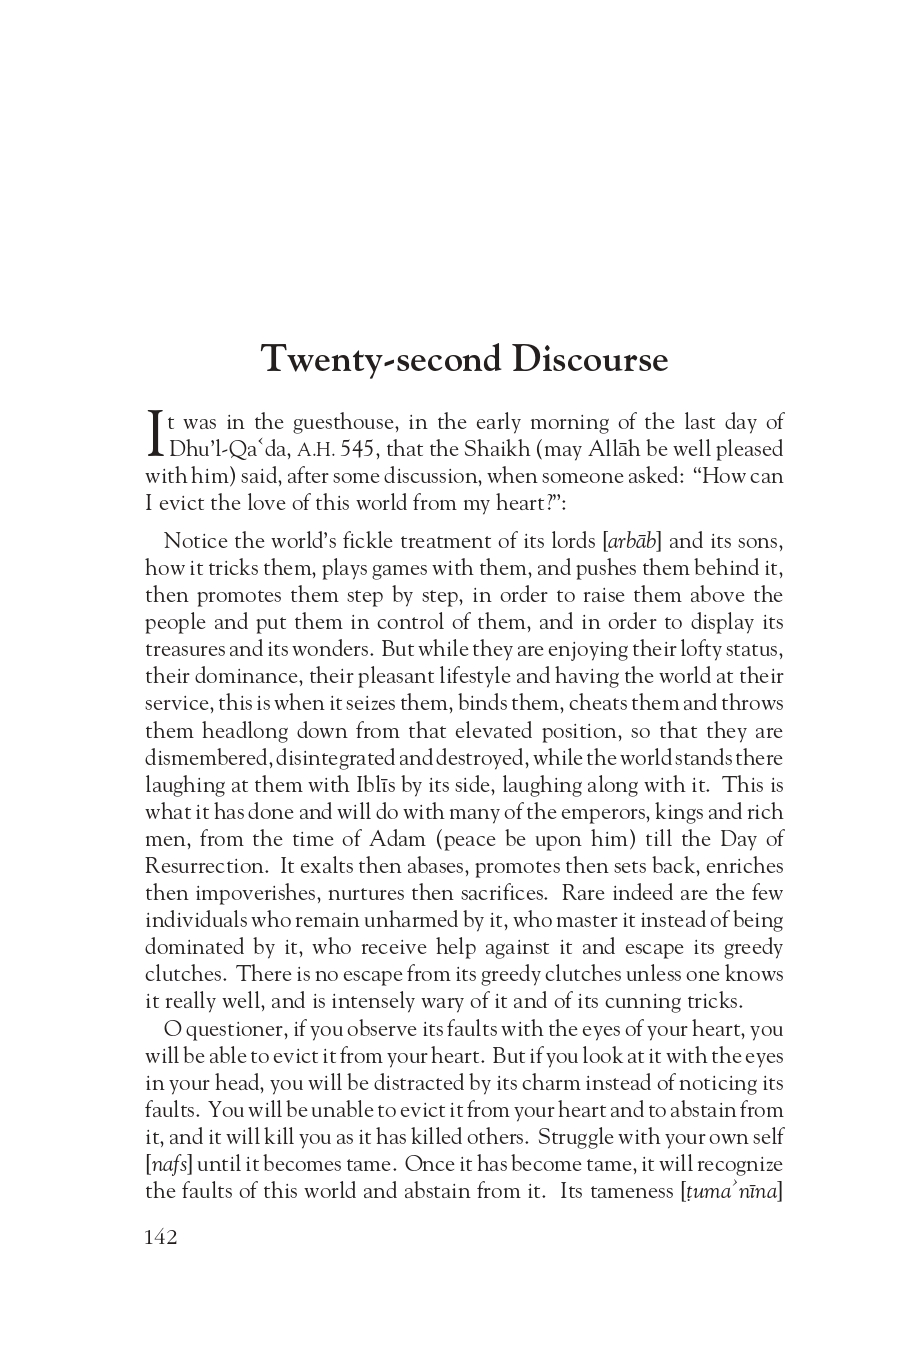 Twenty-second Discourse
It was in the guesthouse, in the early morning of the last day of
Dhu’l-Qaʿda, A.H. 545, that the Shaikh (may Allāh be well pleased
with him) said, after some discussion, when someone asked: “How can
I evict the love of this world from my heart?”:
Notice the world’s fickle treatment of its lords [arbāb] and its sons,
how it tricks them, plays games with them, and pushes them behind it,
then promotes them step by step, in order to raise them above the
people and put them in control of them, and in order to display its
treasures and its wonders. But while they are enjoying their lofty status,
their dominance, their pleasant lifestyle and having the world at their
service, this is when it seizes them, binds them, cheats them and throws
them headlong down from that elevated position, so that they are
dismembered, disintegrated and destroyed, while the world stands there
laughing at them with Iblīs by its side, laughing along with it. This is
what it has done and will do with many of the emperors, kings and rich
men, from the time of Adam (peace be upon him) till the Day of
Resurrection. It exalts then abases, promotes then sets back, enriches
then impoverishes, nurtures then sacrifices. Rare indeed are the few
individuals who remain unharmed by it, who master it instead of being
dominated by it, who receive help against it and escape its greedy
clutches. There is no escape from its greedy clutches unless one knows
it really well, and is intensely wary of it and of its cunning tricks.
O questioner, if you observe its faults with the eyes of your heart, you
will be able to evict it from your heart. But if you look at it with the eyes
in your head, you will be distracted by its charm instead of noticing its
faults. You will be unable to evict it from your heart and to abstain from
it, and it will kill you as it has killed others. Struggle with your own self
[nafs] until it becomes tame. Once it has become tame, it will recognize
the faults of this world and abstain from it. Its tameness [ṭumaʾnīna]
142